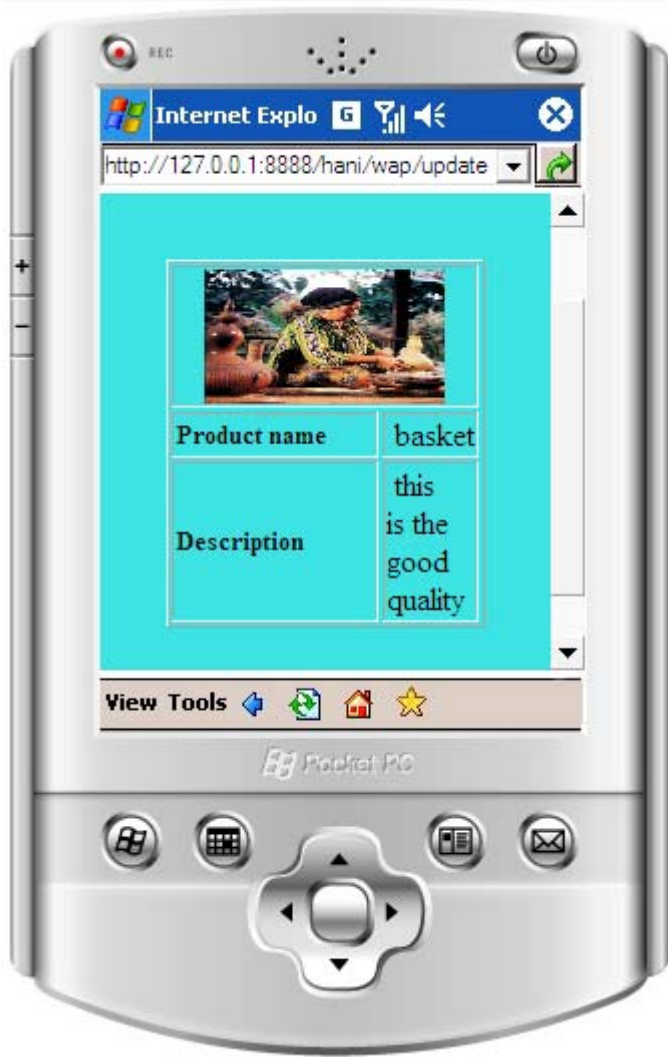 REC
Internet Explo G
http://127.0.0.1:8888/hani/wap/update
Product name basket
Description this
is the
good
quality
View Tools
Pocket PC
+
-